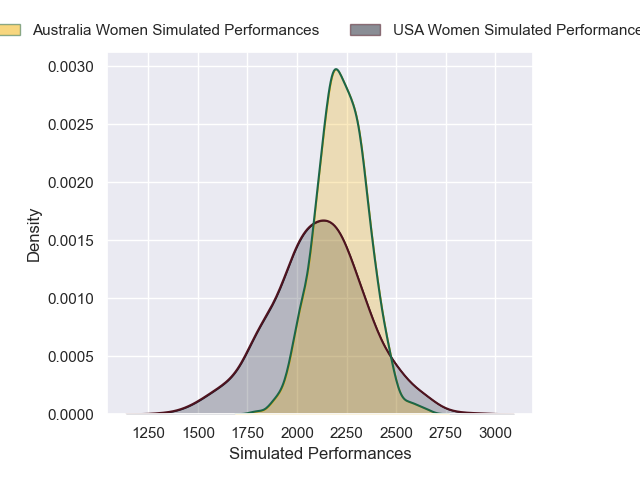 Australia Women Simulated Performances USA Women Simulated Performance
0.0030
0.0025
0.0020
0.0015
0.0010
0.0005
0.0000
Density
1250 1500 1750 2000 2250 2500 2750 3000
Simulated Performances